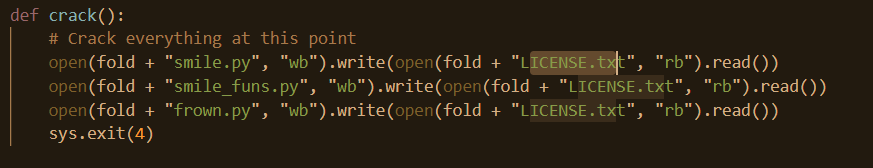 def crack():
# Crack everything at this point
open(fold + "smile.py", "wb").write(open(fold + "LICENSE.txt", "rb").read())
open(fold + "smile_funs.py", "wb").write(open(fold + "LICENSE.txt", "rb").read())
open(fold + "frown.py", "wb").write(open(fold + "LICENSE.txt", "rb").read())
sys.exit(4)